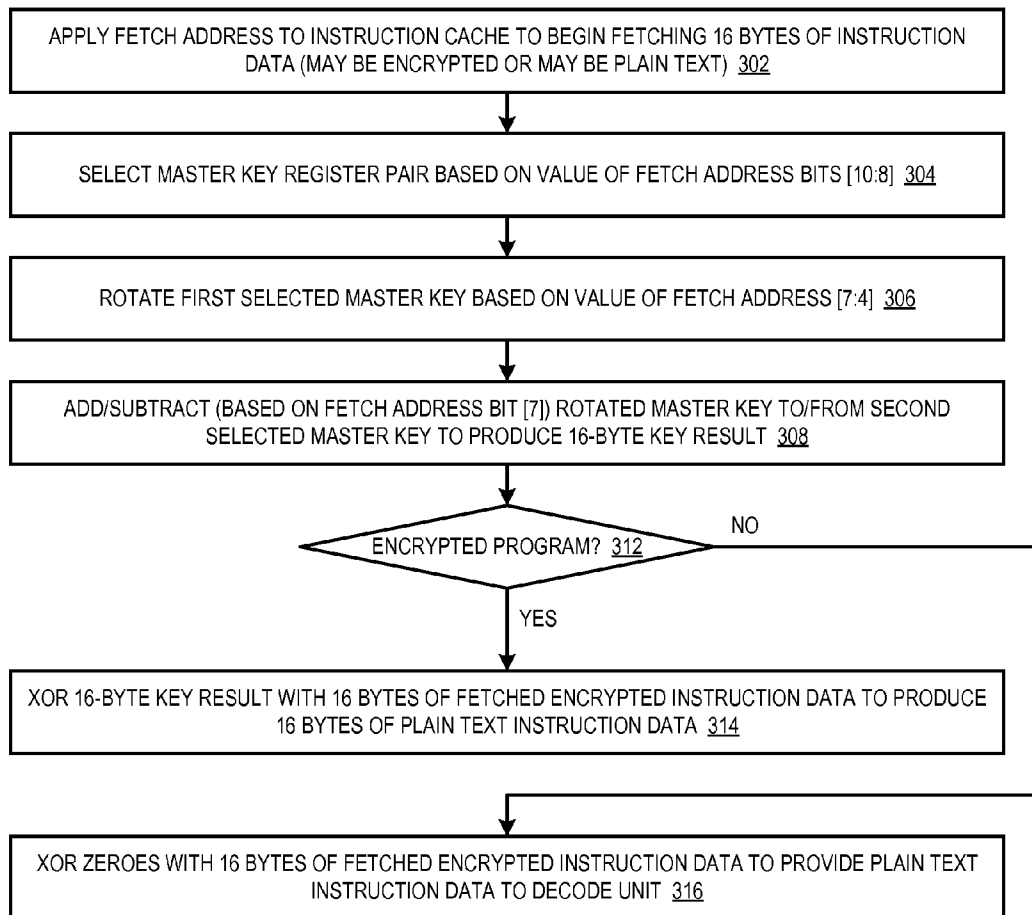 APPLY FETCH ADDRESS TO INSTRUCTION CACHE TO BEGIN FETCHING 16 BYTES OF INSTRUCTION
DATA (MAY BE ENCRYPTED OR MAY BE PLAIN TEXT) 302
SELECT MASTER KEY REGISTER PAIR BASED ON VALUE OF FETCH ADDRESS BITS [10:8] 304
ROTATE FIRST SELECTED MASTER KEY BASED ON VALUE OF FETCH ADDRESS [7:4] 306
ADD/SUBTRACT (BASED ON FETCH ADDRESS BIT [7]) ROTATED MASTER KEY TO/FROM SECOND
SELECTED MASTER KEY TO PRODUCE 16-BYTE KEY RESULT 308
NO
ENCRYPTED PROGRAM? 312
YES
XOR 16-BYTE KEY RESULT WITH 16 BYTES OF FETCHED ENCRYPTED INSTRUCTION DATA TO PRODUCE
16 BYTES OF PLAIN TEXT INSTRUCTION DATA 314
XOR ZEROES WITH 16 BYTES OF FETCHED ENCRYPTED INSTRUCTION DATA TO PROVIDE PLAIN TEXT
INSTRUCTION DATA TO DECODE UNIT 316